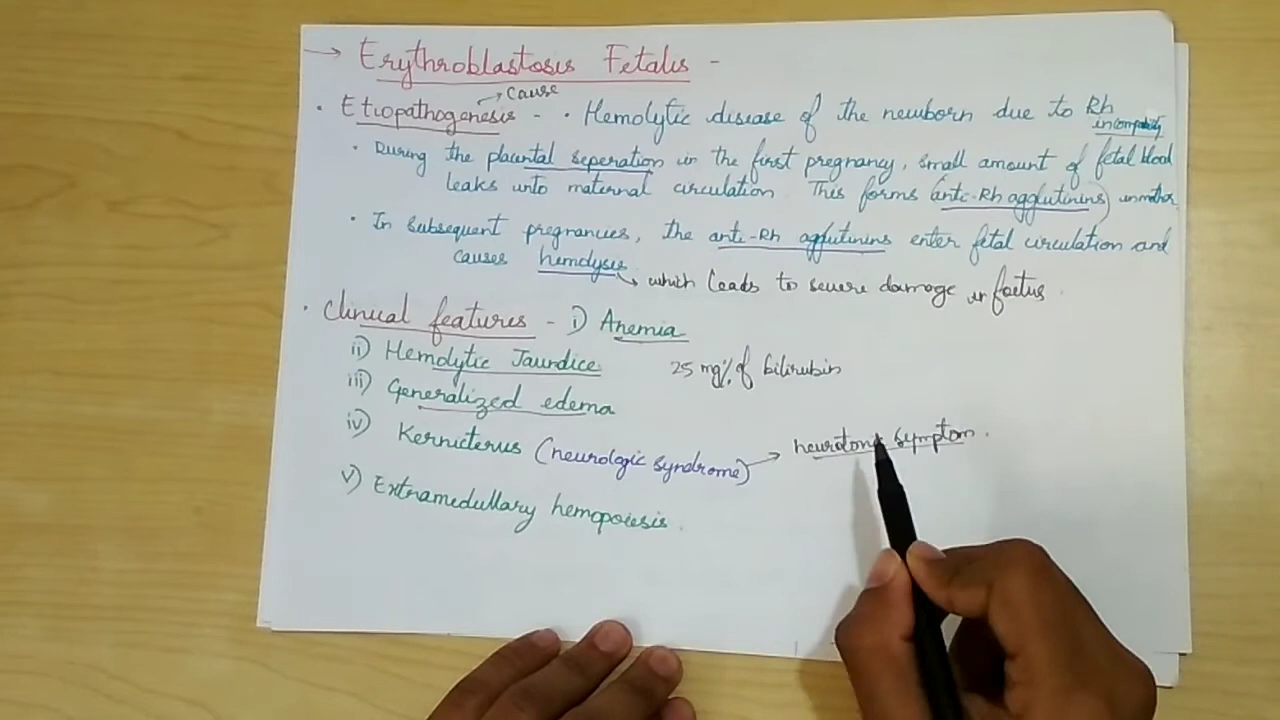 → Erythroblastosis Fetalis -
→ cause
• Etiopathogenesis - • Hemolytic disease of the newborn due to Rh
incompatibility
• During the placental seperation in the first pregnancy, small amount of fetal blood
leaks into maternal circulation. This forms (anti-Rh agglutinins) in mother
• In subsequent pregnancies, the anti-Rh agglutinins enter fetal circulation and
causes hemolysis
→ which leads to severe damage in foetus.
• Clinical features - i) Anemia
ii) Hemolytic Jaundice 25 mg% of bilirubin
iii) Generalized edema
iv) Kernicterus (neurologic syndrome) → symptom.
v) Extramedullary hemopoiesis.